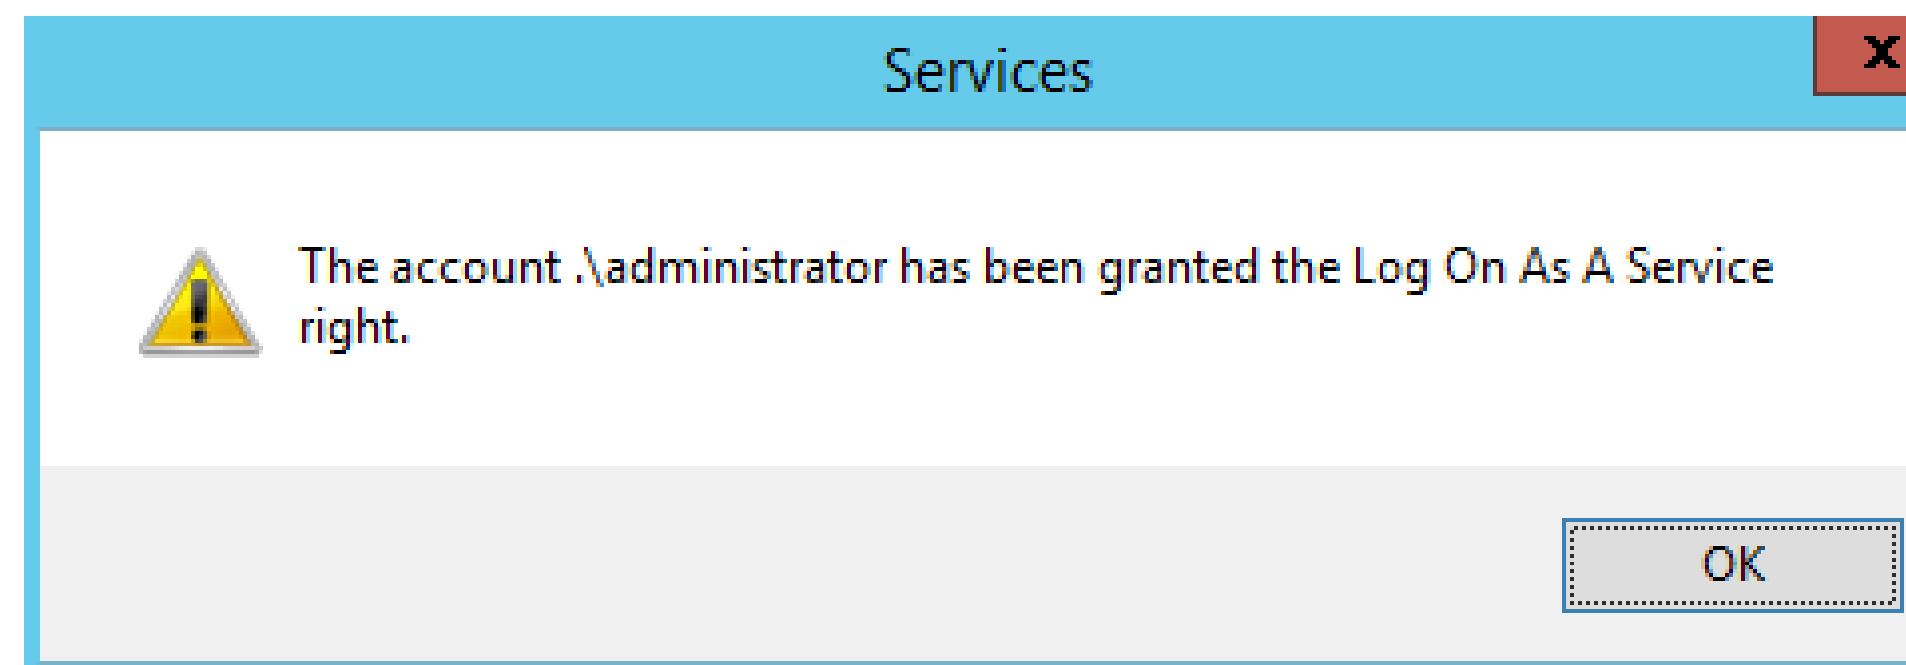 Services
x
The account .\administrator has been granted the Log On As A Service
right.
OK